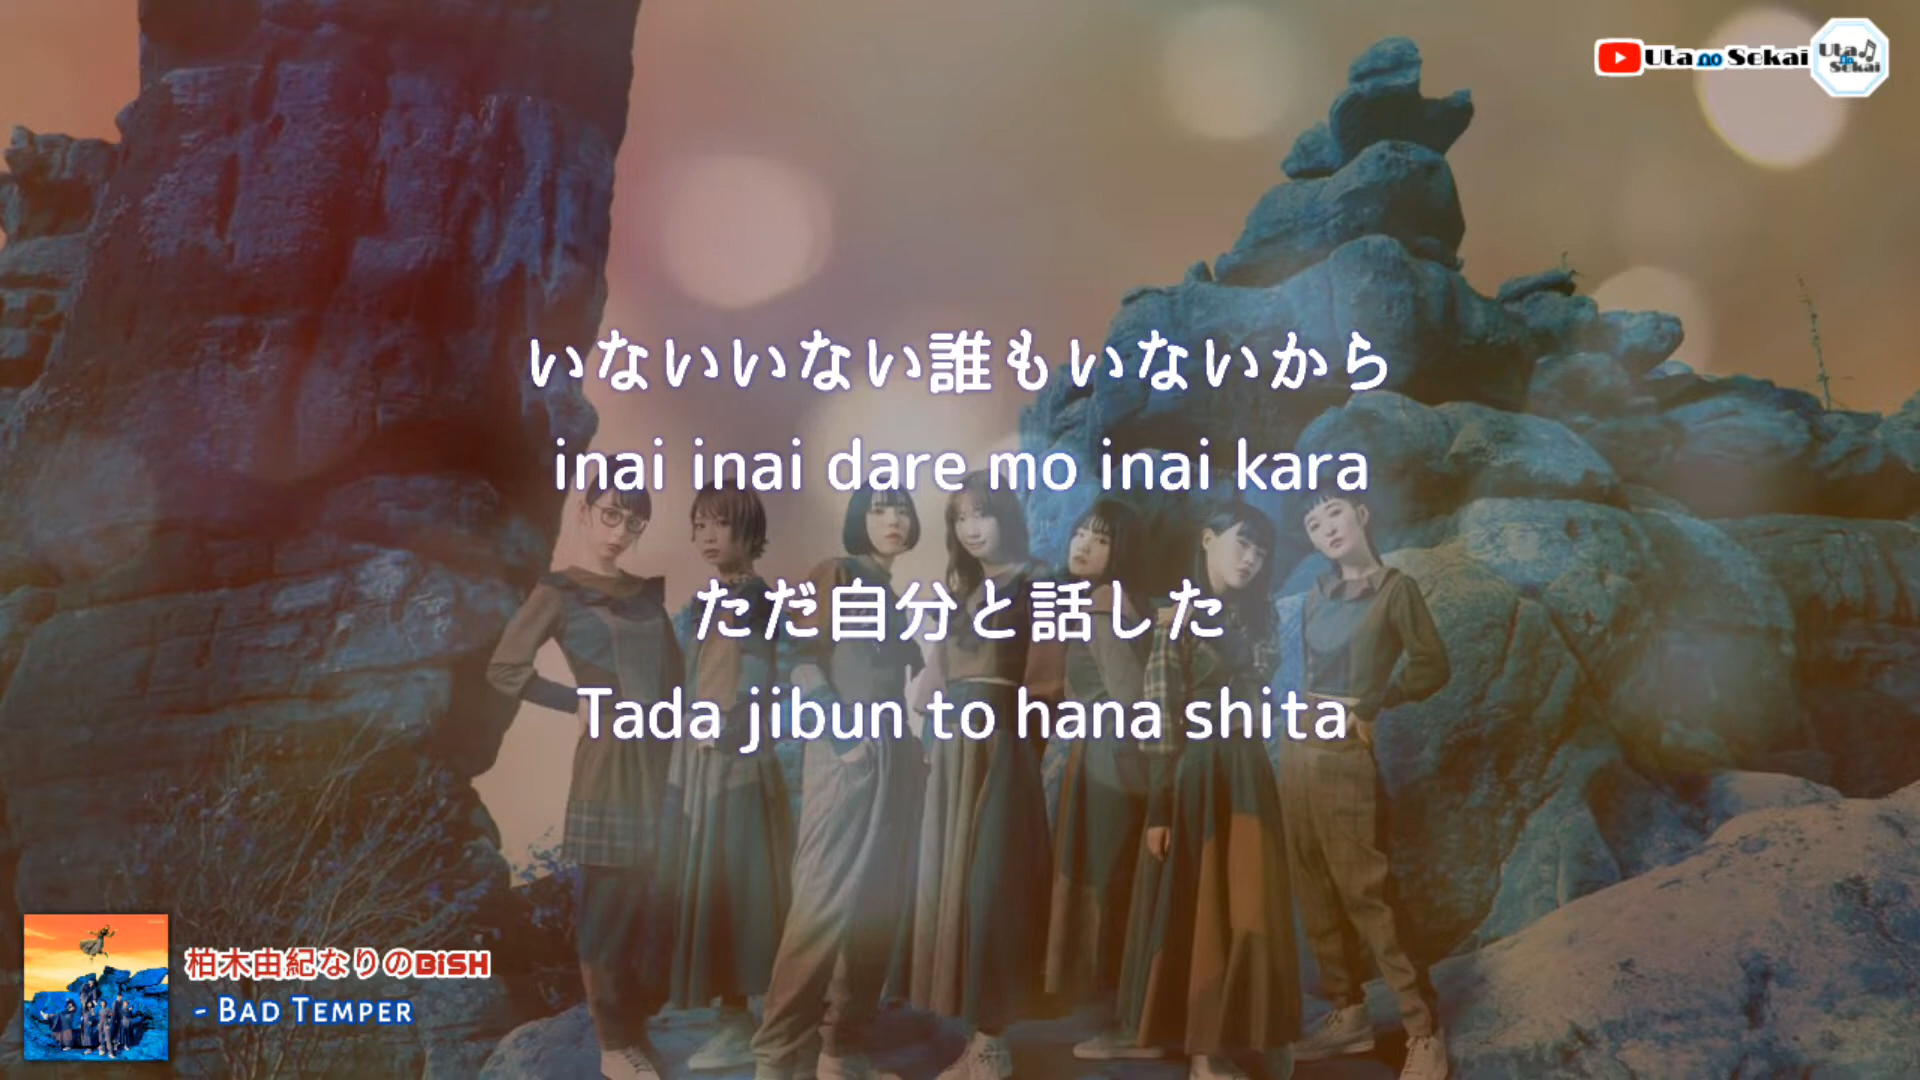 Uta no Sekai
Uta no Sekai
いないいない誰もいないから
inai inai dare mo inai kara
ただ自分と話した
Tada jibun to hana shita
柏木由紀なりのBiSH
- BAD TEMPER